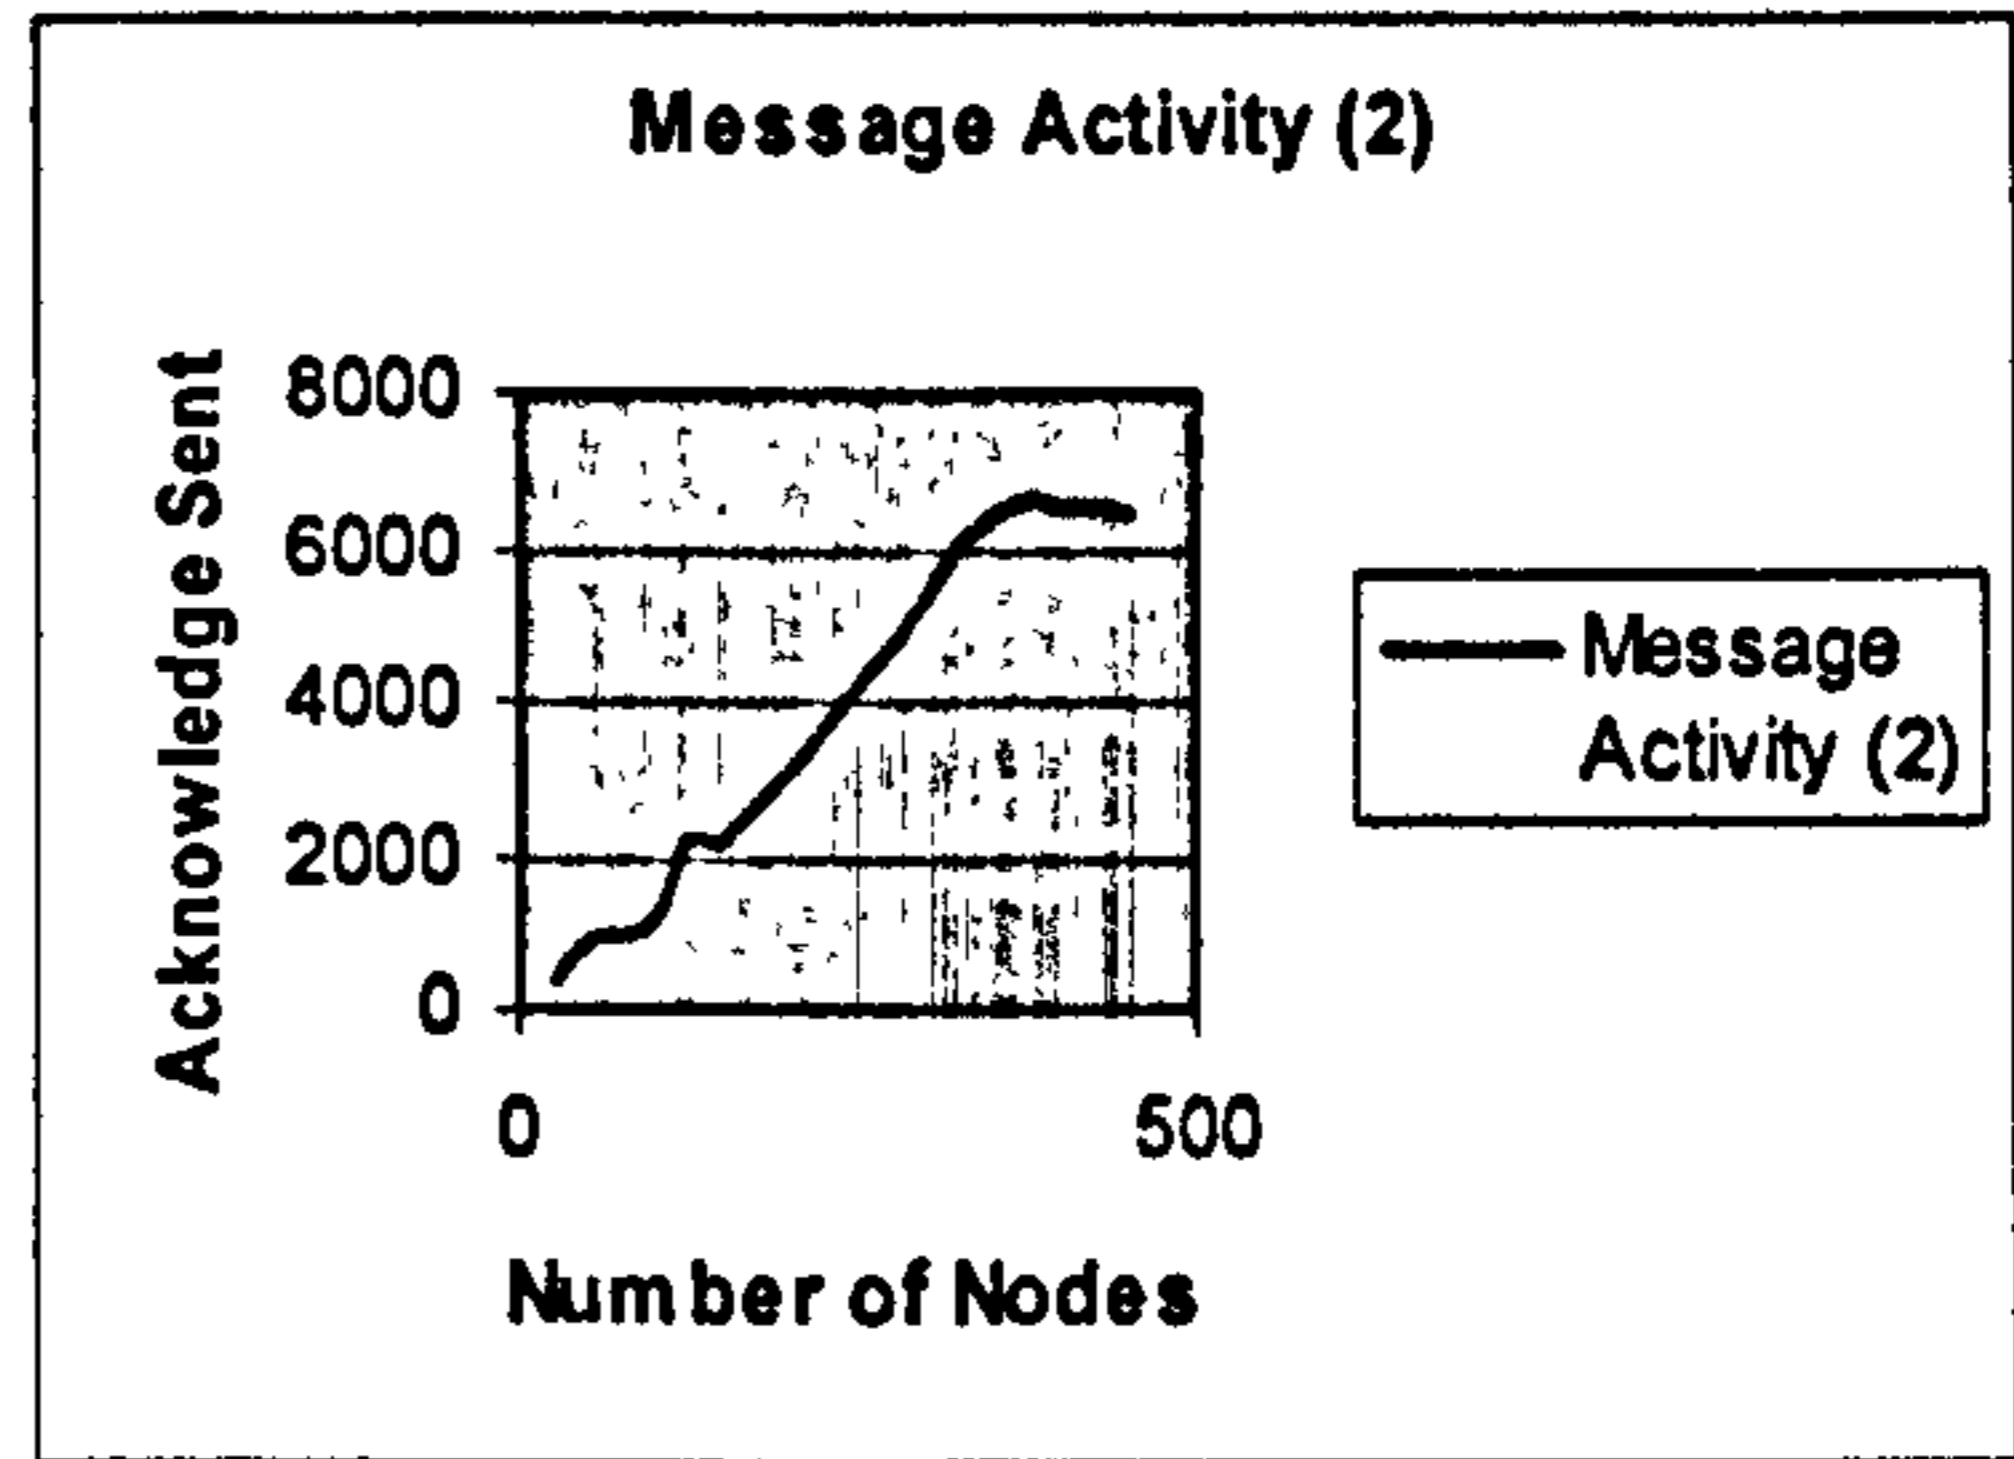 Message Activity (2)
Acknowledge Sent
8000
6000
4000
2000
0
0 500
Number of Nodes
Message
Activity (2)